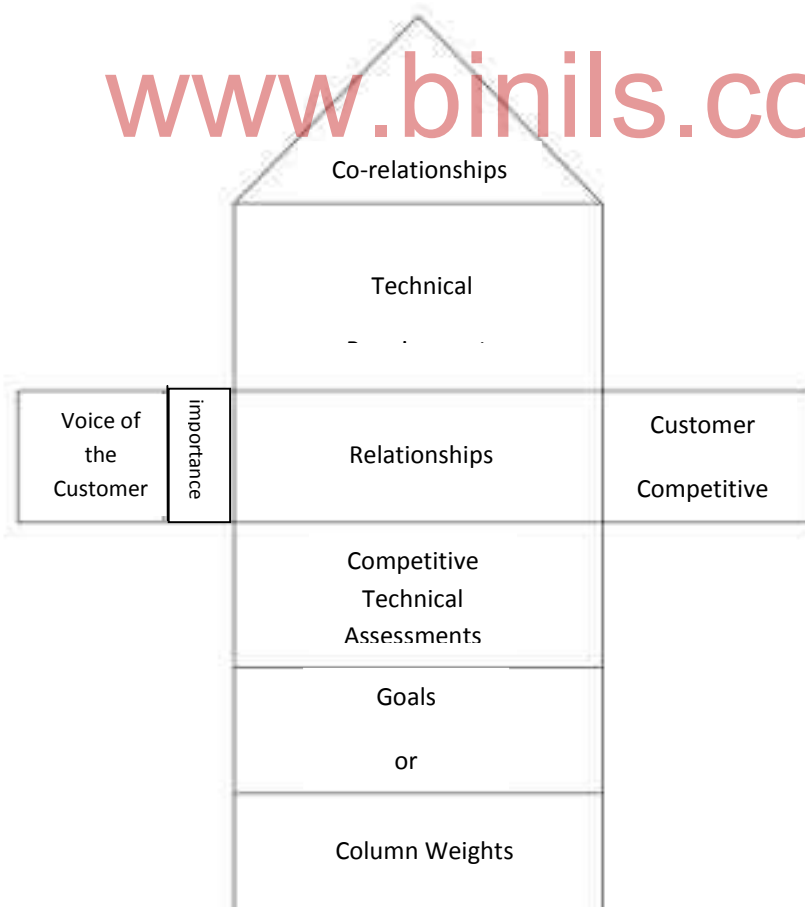 www.binils.co
Co-relationships
Technical
Voice of
the
Customer
importance
Relationships
Customer
Competitive
Competitive
Technical
Assessments
Goals
or
Column Weights